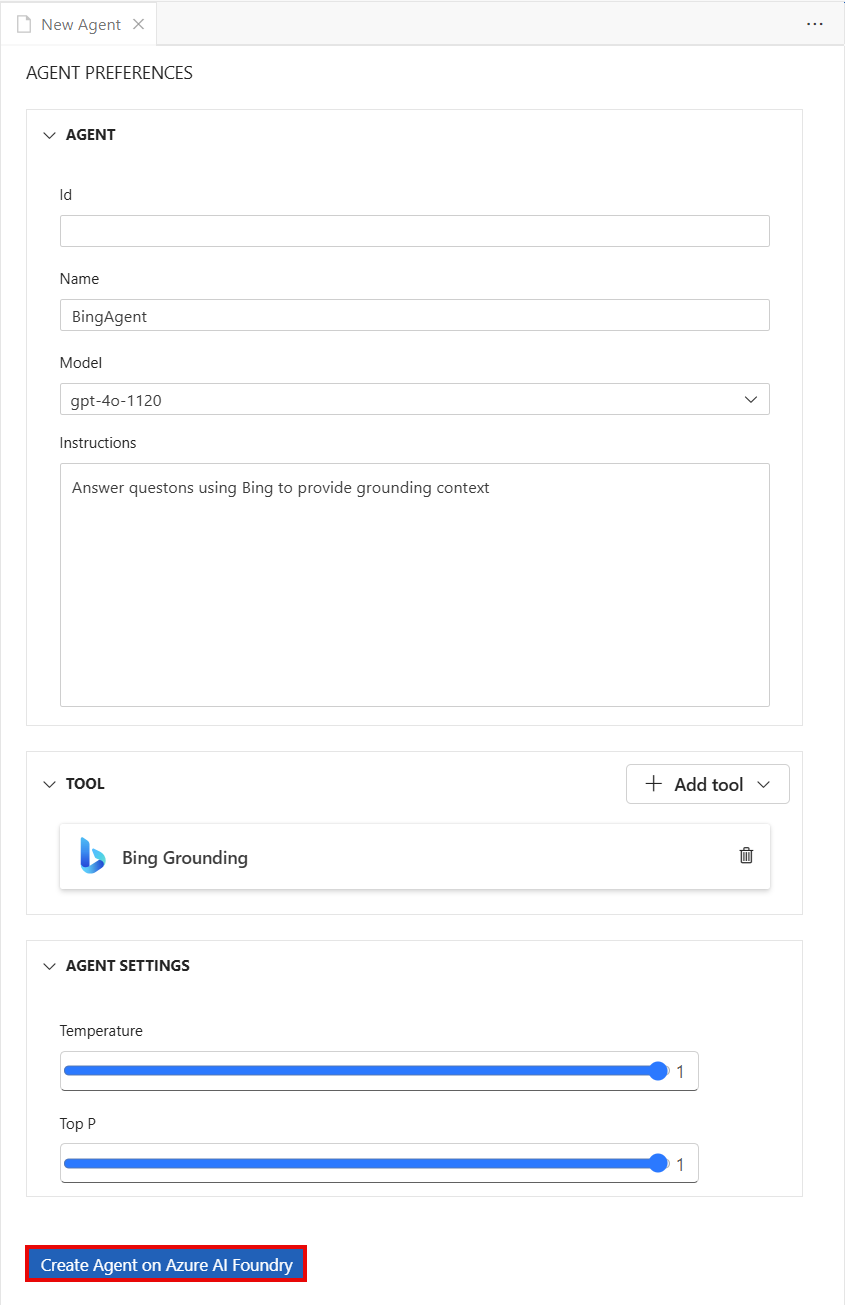 New Agent
AGENT PREFERENCES
AGENT
Id
Name
BingAgent
Model
gpt-4o-1120
Instructions
Answer questons using Bing to provide grounding context
TOOL
Add tool
Bing Grounding
AGENT SETTINGS
Temperature
1
Top P
1
Create Agent on Azure AI Foundry